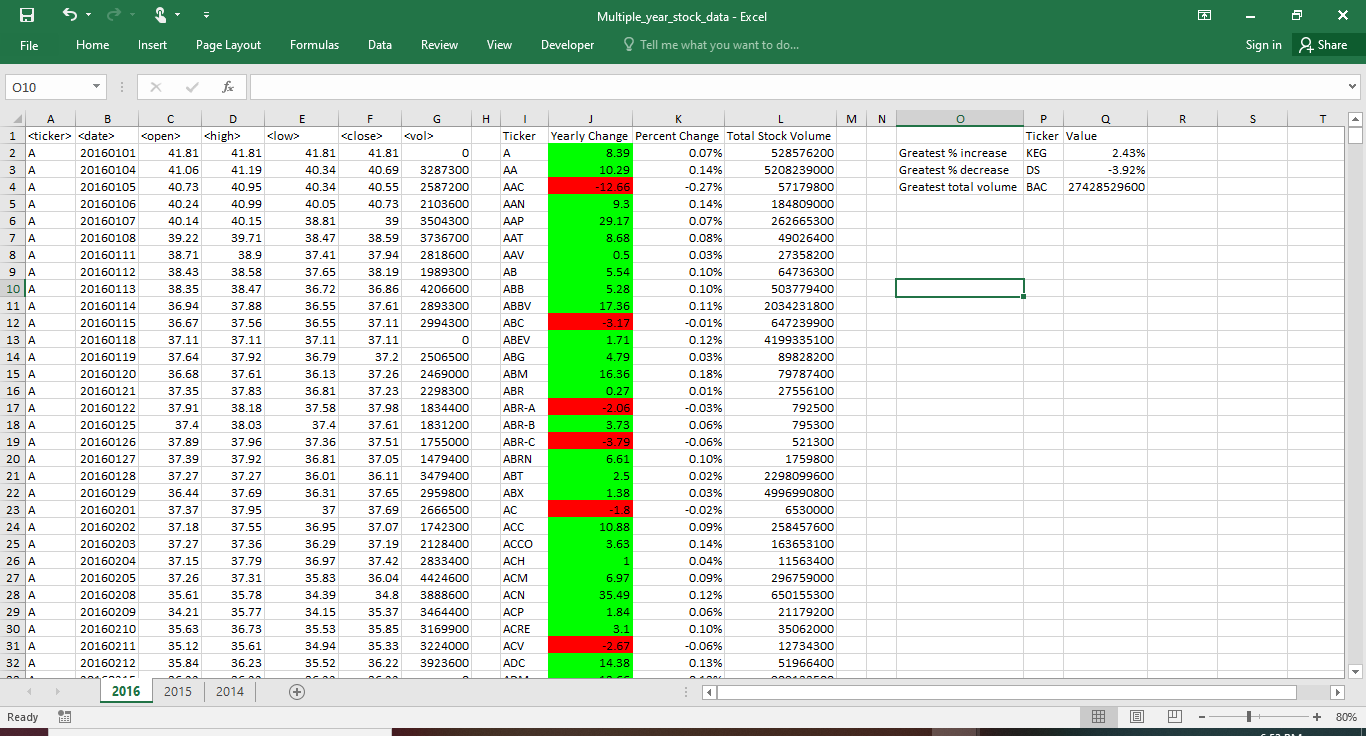 Multiple_year_stock_data - Excel
File Home Insert Page Layout Formulas Data Review View Developer Tell me what you want to do... Sign in Share
O10 fx
A B C D E F G H I J K L M N O P Q R S T
1 <ticker> <date> <open> <high> <low> <close> <vol> Ticker Yearly Change Percent Change Total Stock Volume Ticker Value
2 A 20160101 41.81 41.81 41.81 41.81 0 A 8.39 0.07% 528576200 Greatest % increase KEG 2.43%
3 A 20160104 41.06 41.19 40.34 40.69 3287300 AA 10.29 0.14% 5208239000 Greatest % decrease DS -3.92%
4 A 20160105 40.73 40.95 40.34 40.55 2587200 AAC -12.66 -0.27% 57179800 Greatest total volume BAC 27428529600
5 A 20160106 40.24 40.99 40.05 40.73 2103600 AAN 9.3 0.14% 184809000
6 A 20160107 40.14 40.15 38.81 39 3504300 AAP 29.17 0.07% 262665300
7 A 20160108 39.22 39.71 38.47 38.59 3736700 AAT 8.68 0.08% 49026400
8 A 20160111 38.71 38.9 37.41 37.94 2818600 AAV 0.5 0.03% 27358200
9 A 20160112 38.43 38.58 37.65 38.19 1989300 AB 5.54 0.10% 64736300
10 A 20160113 38.35 38.47 36.72 36.86 4206600 ABB 5.28 0.10% 503779400
11 A 20160114 36.94 37.88 36.55 37.61 2893300 ABBV 17.36 0.11% 2034231800
12 A 20160115 36.67 37.56 36.55 37.11 2994300 ABC -3.17 -0.01% 647239900
13 A 20160118 37.11 37.11 37.11 37.11 0 ABEV 1.71 0.12% 4199335100
14 A 20160119 37.64 37.92 36.79 37.2 2506500 ABG 4.79 0.03% 89828200
15 A 20160120 36.68 37.61 36.13 37.26 2469000 ABM 16.36 0.18% 79787400
16 A 20160121 37.35 37.83 36.81 37.23 2298300 ABR 0.27 0.01% 27556100
17 A 20160122 37.91 38.18 37.58 37.98 1834400 ABR-A -2.06 -0.03% 792500
18 A 20160125 37.4 38.03 37.4 37.61 1831200 ABR-B 3.73 0.06% 795300
19 A 20160126 37.89 37.96 37.36 37.51 1755000 ABR-C -3.79 -0.06% 521300
20 A 20160127 37.39 37.92 36.81 37.05 1479400 ABRN 6.61 0.10% 1759800
21 A 20160128 37.27 37.27 36.01 36.11 3479400 ABT 2.5 0.02% 2298099600
22 A 20160129 36.44 37.69 36.31 37.65 2959800 ABX 1.38 0.03% 4996990800
23 A 20160201 37.37 37.95 37 37.69 2666500 AC -1.8 -0.02% 6530000
24 A 20160202 37.18 37.55 36.95 37.07 1742300 ACC 10.88 0.09% 258457600
25 A 20160203 37.27 37.36 36.29 37.19 2128400 ACCO 3.63 0.14% 163653100
26 A 20160204 37.15 37.79 36.97 37.42 2833400 ACH 1 0.04% 11563400
27 A 20160205 37.26 37.31 35.83 36.04 4424600 ACM 6.97 0.09% 296759000
28 A 20160208 35.61 35.78 34.39 34.8 3888600 ACN 35.49 0.12% 650155300
29 A 20160209 34.21 35.77 34.15 35.37 3464400 ACP 1.84 0.06% 21179200
30 A 20160210 35.63 36.73 35.53 35.85 3169900 ACRE 3.1 0.10% 35062000
31 A 20160211 35.12 35.61 34.94 35.33 3224000 ACV -2.67 -0.06% 12734300
32 A 20160212 35.84 36.23 35.52 36.22 3923600 ADC 14.38 0.13% 51966400
2016 2015 2014
Ready 80%